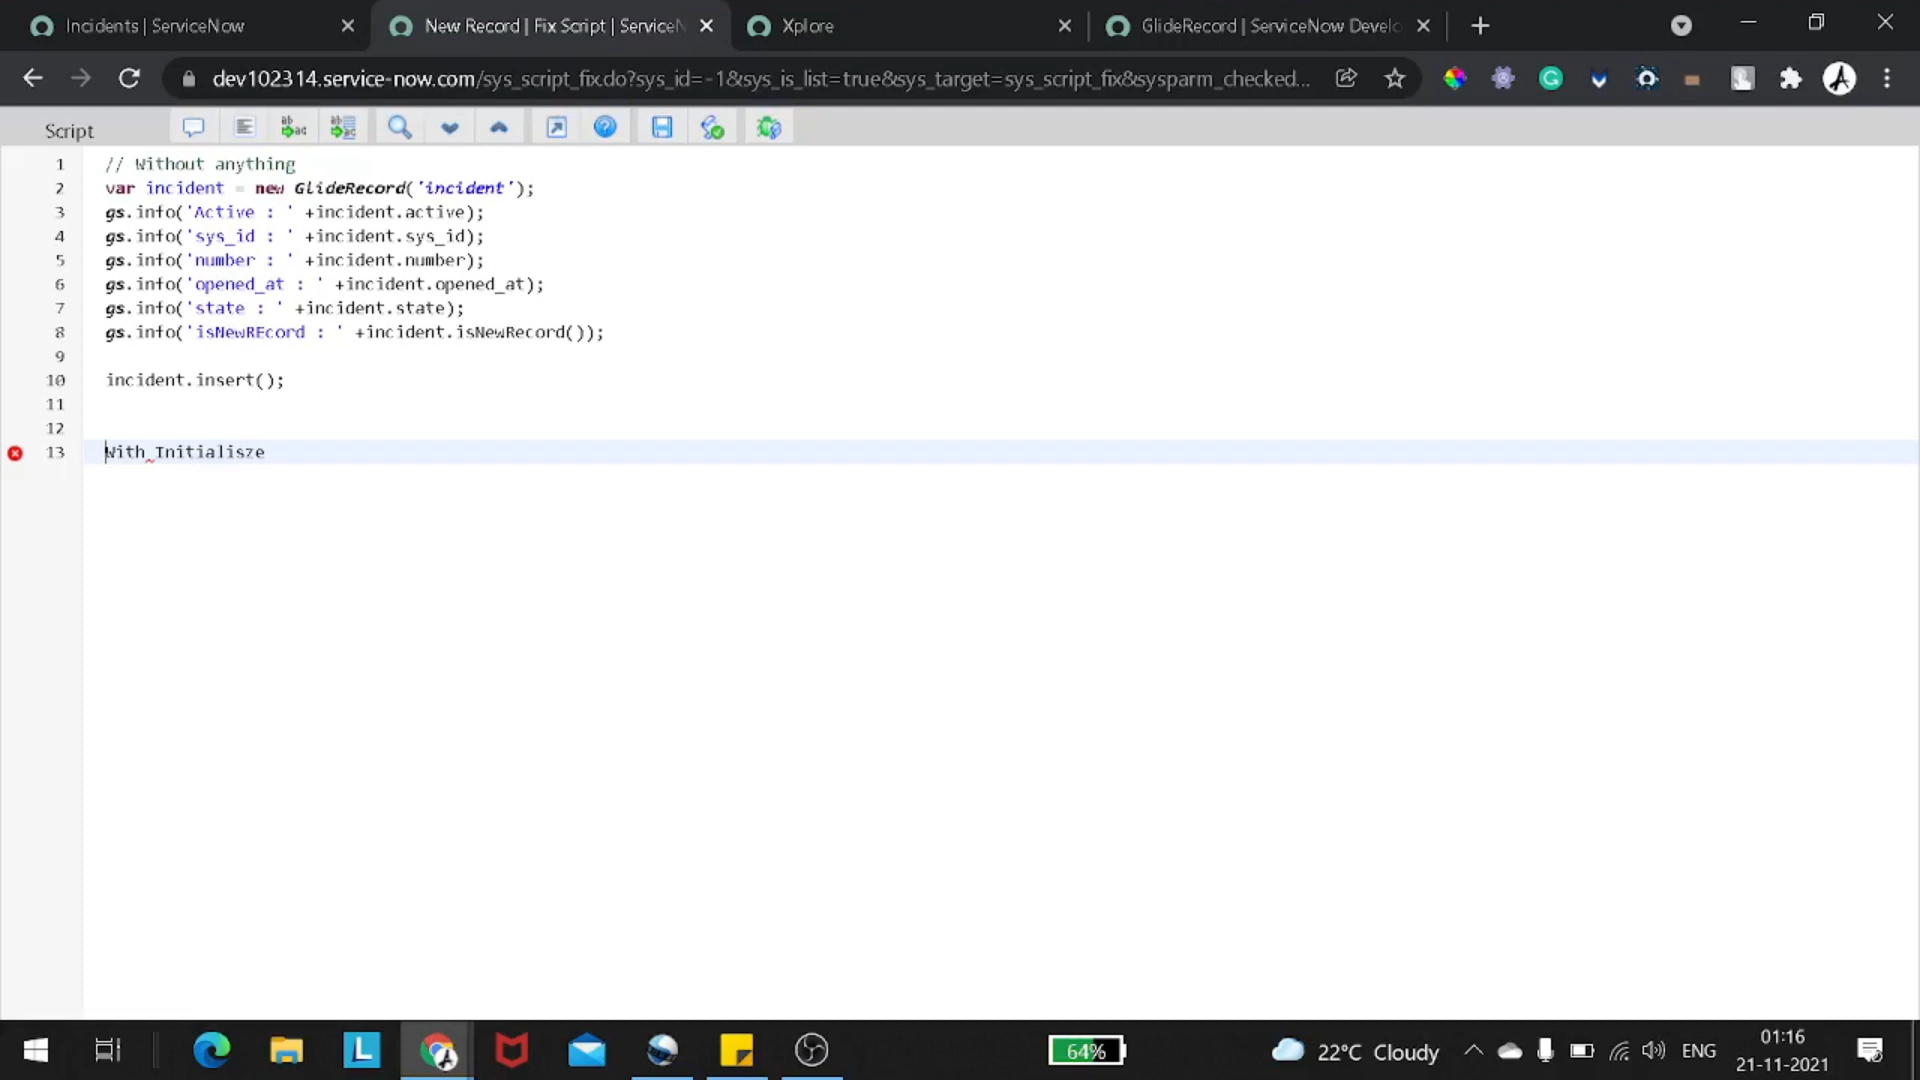 Incidents | ServiceNow
New Record | Fix Script | ServiceN
Xplore
GlideRecord | ServiceNow Develo
dev102314.service-now.com/sys_script_fix.do?sys_id=-1&sys_is_list=true&sys_target=sys_script_fix&sysparm_checked...
Script
1 // Without anything
2 var incident = new GlideRecord('incident');
3 gs.info('Active : ' +incident.active);
4 gs.info('sys_id : ' +incident.sys_id);
5 gs.info('number : ' +incident.number);
6 gs.info('opened_at : ' +incident.opened_at);
7 gs.info('state : ' +incident.state);
8 gs.info('isNewREcord : ' +incident.isNewRecord());
9
10 incident.insert();
11
12
13 With Initialisze
64%
22°C Cloudy
ENG
01:16
21-11-2021